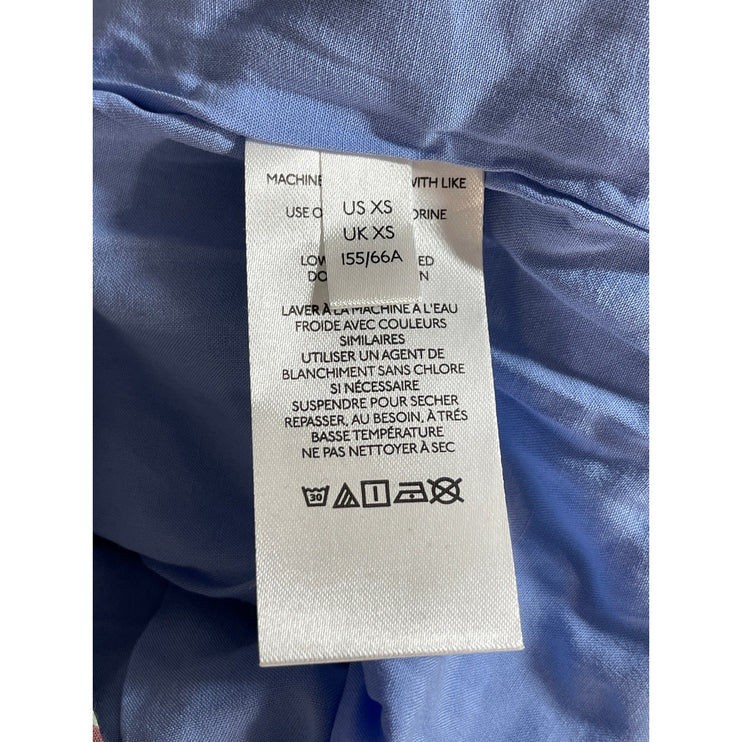 MACHINE
WITH LIKE
USE
ORINE
US XS
UK XS
155/66A
LOW
ED
LAVER À LA MACHINE À L'EAU
FROIDE AVEC COULEURS
SIMILAIRES
UTILISER UN AGENT DE
BLANCHIMENT SANS CHLORE
SI NÉCESSAIRE
SUSPENDRE POUR SECHER
REPASSER, AU BESOIN, À TRÉS
BASSE TEMPÉRATURE
NE PAS NETTOYER À SEC
30